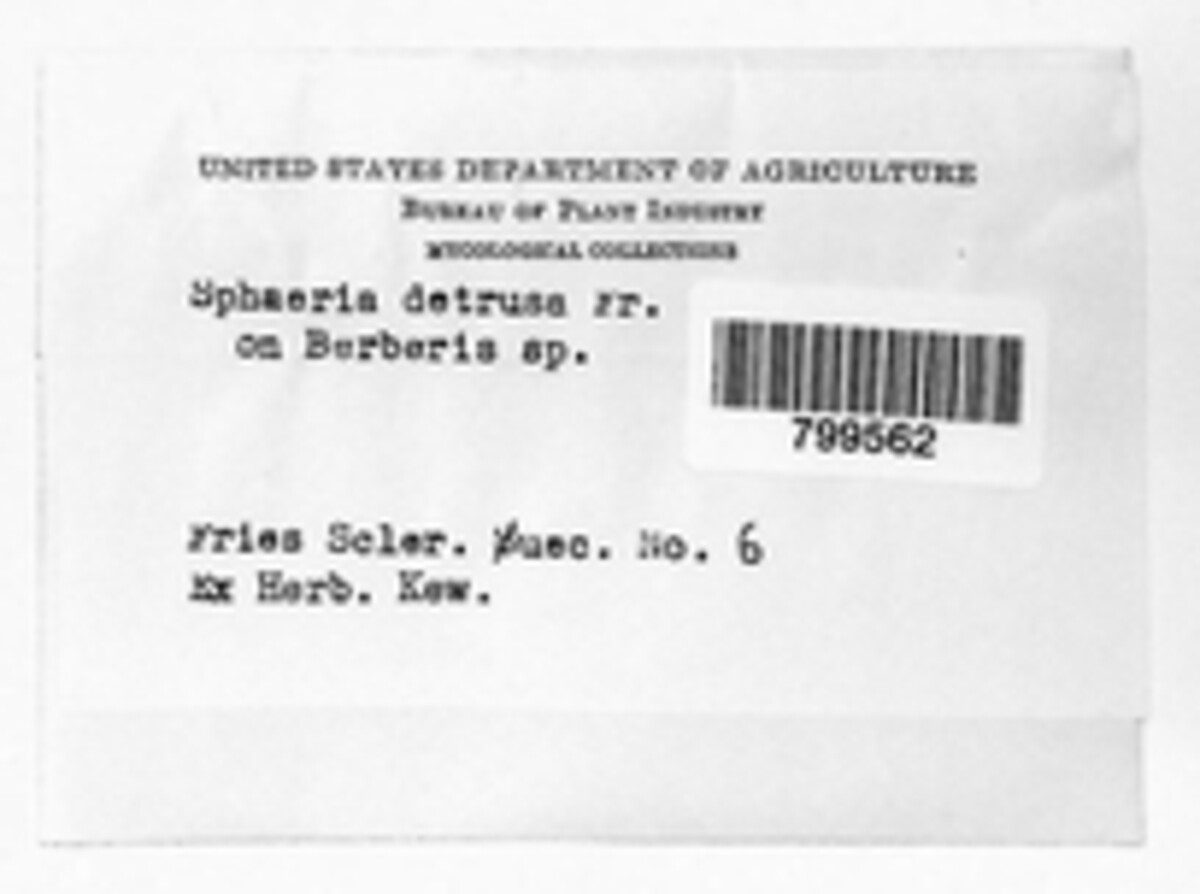 UNITED STATES DEPARTMENT OF AGRICULTURE
BUREAU OF PLANT INDUSTRY
MYCOLOGICAL COLLECTIONS
Sphaeria detrusa Fr.
on Berberis sp.
799562
Fries Scler. Suec. No. 6
Ex Herb. Kew.